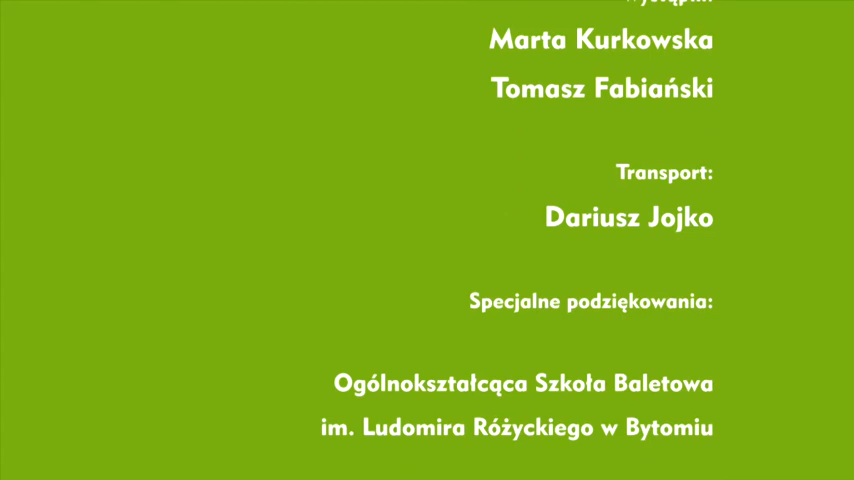 Marta Kurkowska
Tomasz Fabiański
Transport:
Dariusz Jojko
Specjalne podziękowania:
Ogólnokształcąca Szkoła Baletowa
im. Ludomira Różyckiego w Bytomiu